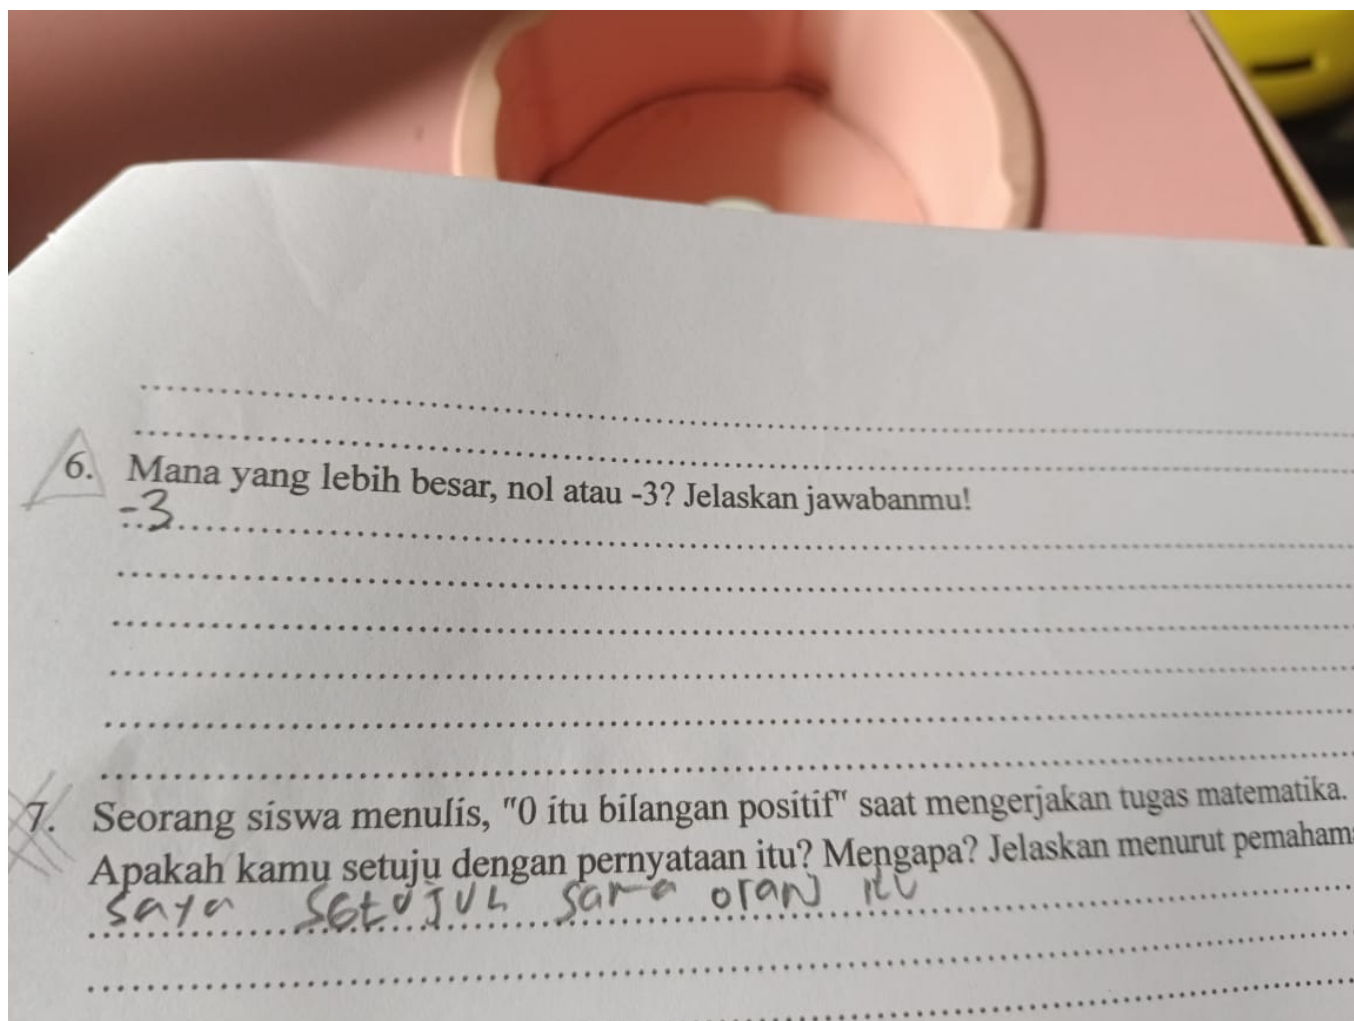 6. Mana yang lebih besar, nol atau -3? Jelaskan jawabanmu!
-3
7. Seorang siswa menulis, "0 itu bilangan positif" saat mengerjakan tugas matematika.
Apakah kamu setuju dengan pernyataan itu? Mengapa? Jelaskan menurut pemaham
saya setujuh sara oran itu